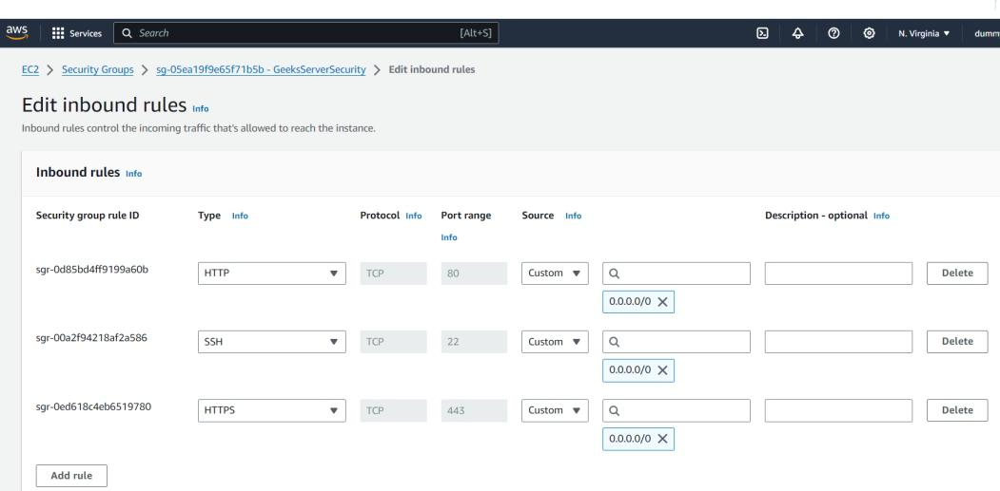 aws Services Search [Alt+S] N. Virginia ▼
EC2 > Security Groups > sg-05ea19f9e65f71b5b - GeeksServerSecurity > Edit inbound rules
Edit inbound rules Info
Inbound rules control the incoming traffic that's allowed to reach the instance.
Inbound rules Info
Security group rule ID Type Info Protocol Info Port range Info Source Info Description - optional Info
sgr-0d85bd4ff9199a60b HTTP TCP 80 Custom Delete
0.0.0.0/0
sgr-00a2f94218af2a586 SSH TCP 22 Custom Delete
0.0.0.0/0
sgr-0ed618c4eb6519780 HTTPS TCP 443 Custom Delete
0.0.0.0/0
Add rule